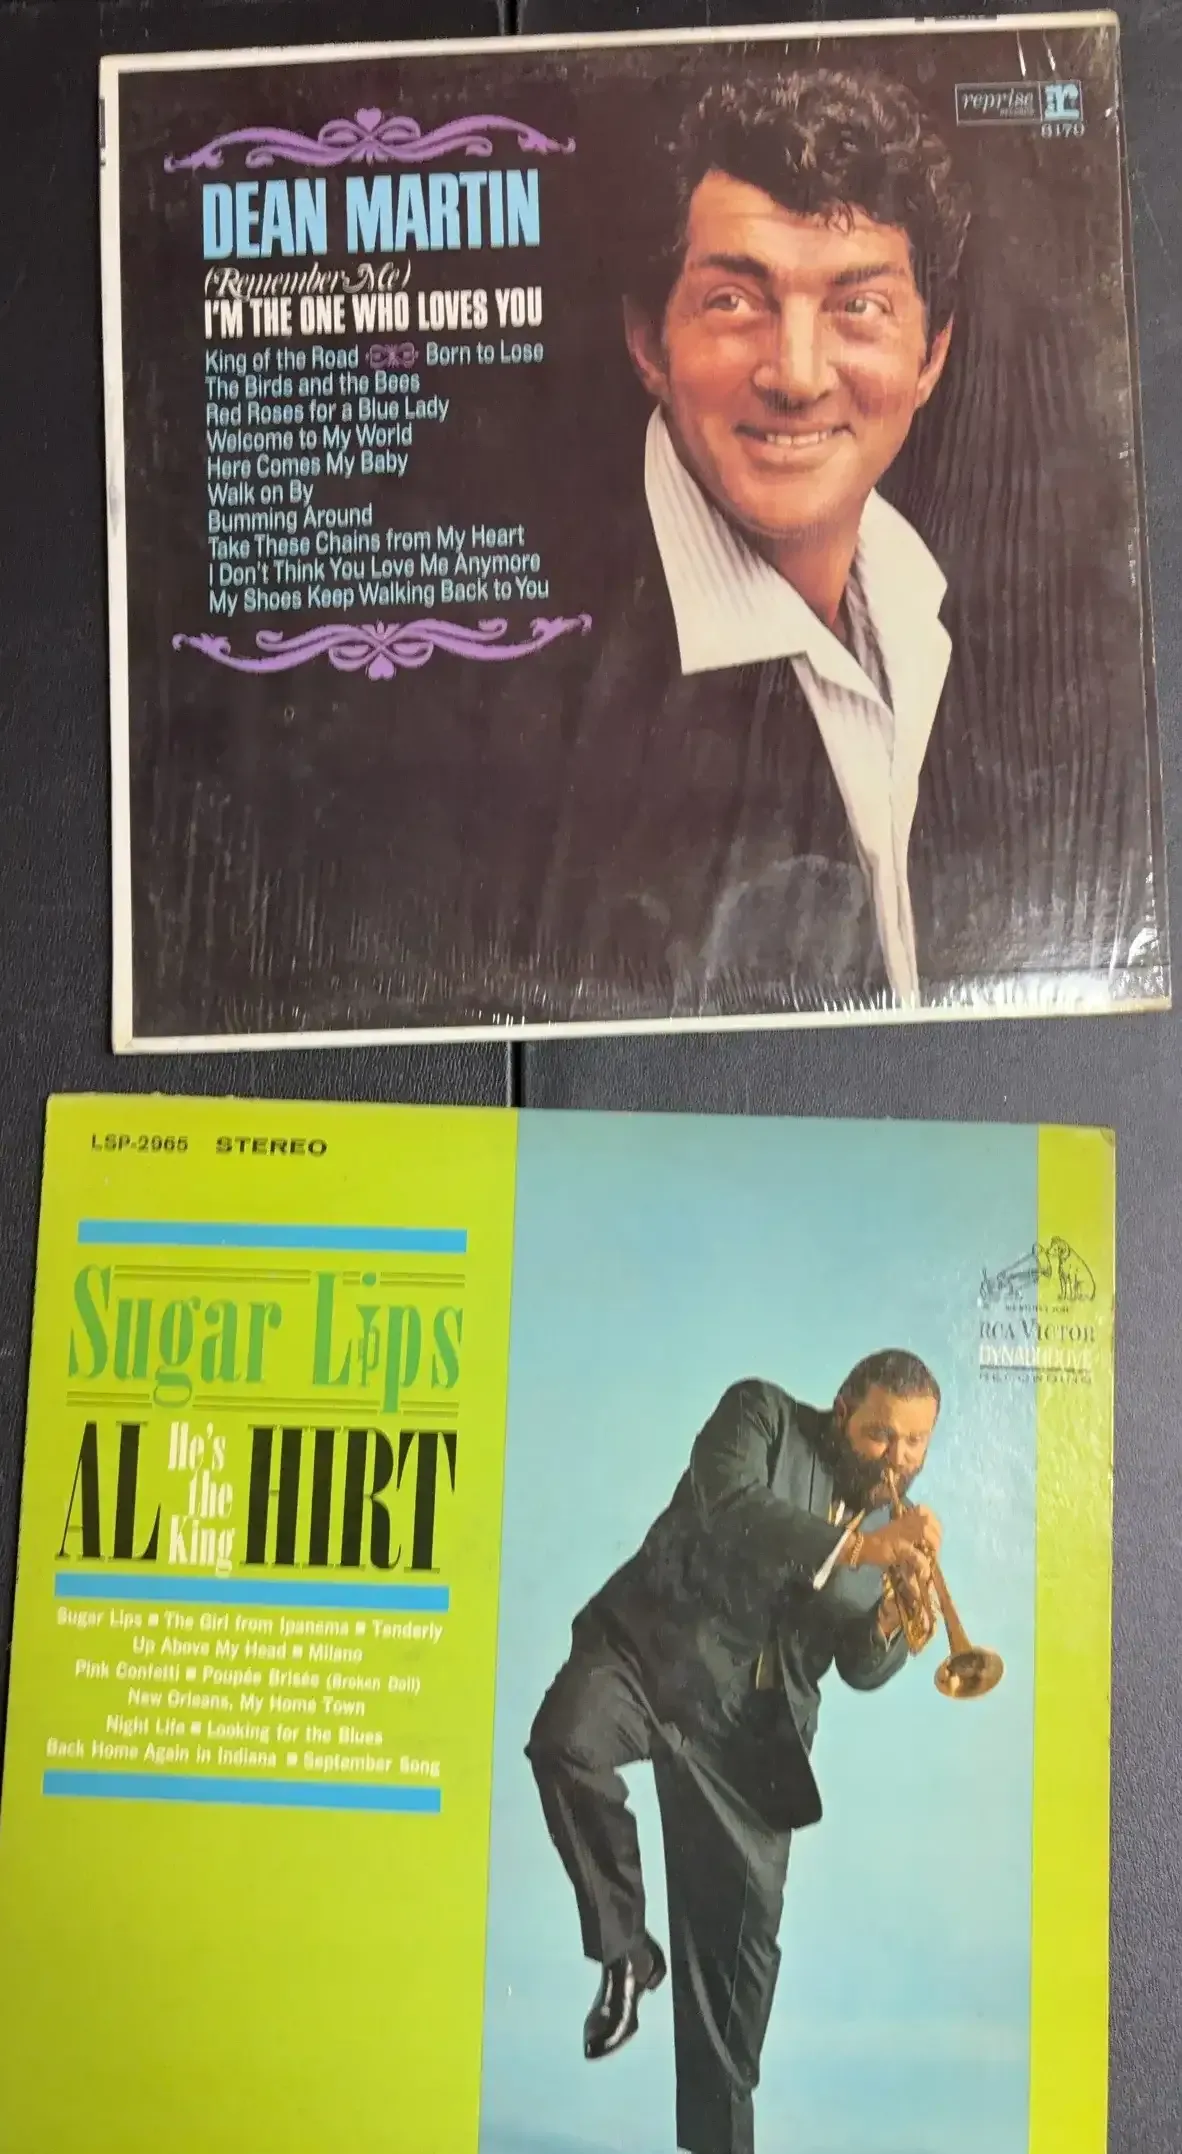 reprise
6170
DEAN MARTIN
(Remember Me)
I'M THE ONE WHO LOVES YOU
King of the Road Born to Lose
The Birds and the Bees
Red Roses for a Blue Lady
Welcome to My World
Here Comes My Baby
Walk on By
Bumming Around
Take These Chains from My Heart
I Don't Think You Love Me Anymore
My Shoes Keep Walking Back to You
LSP-2965 STEREO
Sugar Lips
AL He's the King HIRT
Sugar Lips ■ The Girl from Ipanema ■ Tenderly
Up Above My Head ■ Milano
Pink Confetti ■ Poupée Brisée (Broken Doll)
New Orleans, My Home Town
Night Life ■ Looking for the Blues
Back Home Again in Indiana ■ September Song
RCA VICTOR
DYNAGROOVE
RECORDING